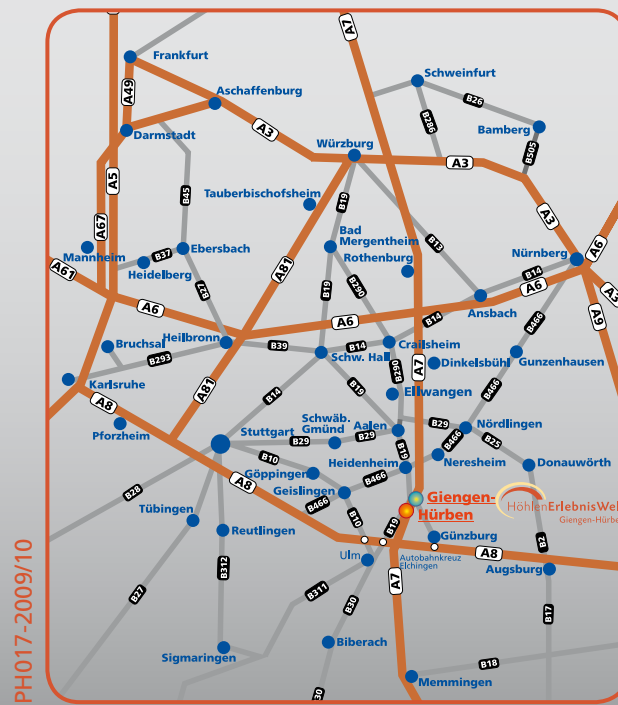 A7
Frankfurt
Schweinfurt
A49
Aschaffenburg
B26
B286
Bamberg
Darmstadt
A3
Würzburg
B505
A3
A5
B45
Tauberbischofsheim
B19
A3
A67
Mannheim
B37
Ebersbach
Bad
Mergentheim
B13
Nürnberg
A6
Rothenburg
A61
Heidelberg
A81
B27
B19
B290
B14
A6
A3
Ansbach
A6
A6
B14
A9
B466
Bruchsal
Heilbronn
B39
B14
Crailsheim
B293
Schw. Hall
A7
Dinkelsbühl
Gunzenhausen
Karlsruhe
A81
B290
B14
B19
Ellwangen
B466
A8
Pforzheim
Stuttgart
Schwäb.
Gmünd
Aalen
B29
Nördlingen
B29
B29
B466
B25
B10
B19
B28
A8
Göppingen
Heidenheim
Neresheim
Donauwörth
Geislingen
B466
B466
Giengen-
Hürben
HöhlenErlebnisWelt
Giengen-Hürben
Tübingen
B10
B19
Reutlingen
Günzburg
B2
Ulm
Autobahnkreuz
Elchingen
A8
B312
Augsburg
A7
B27
B311
B30
B17
Biberach
Sigmaringen
B18
Memmingen
B30
PH017-2009/10